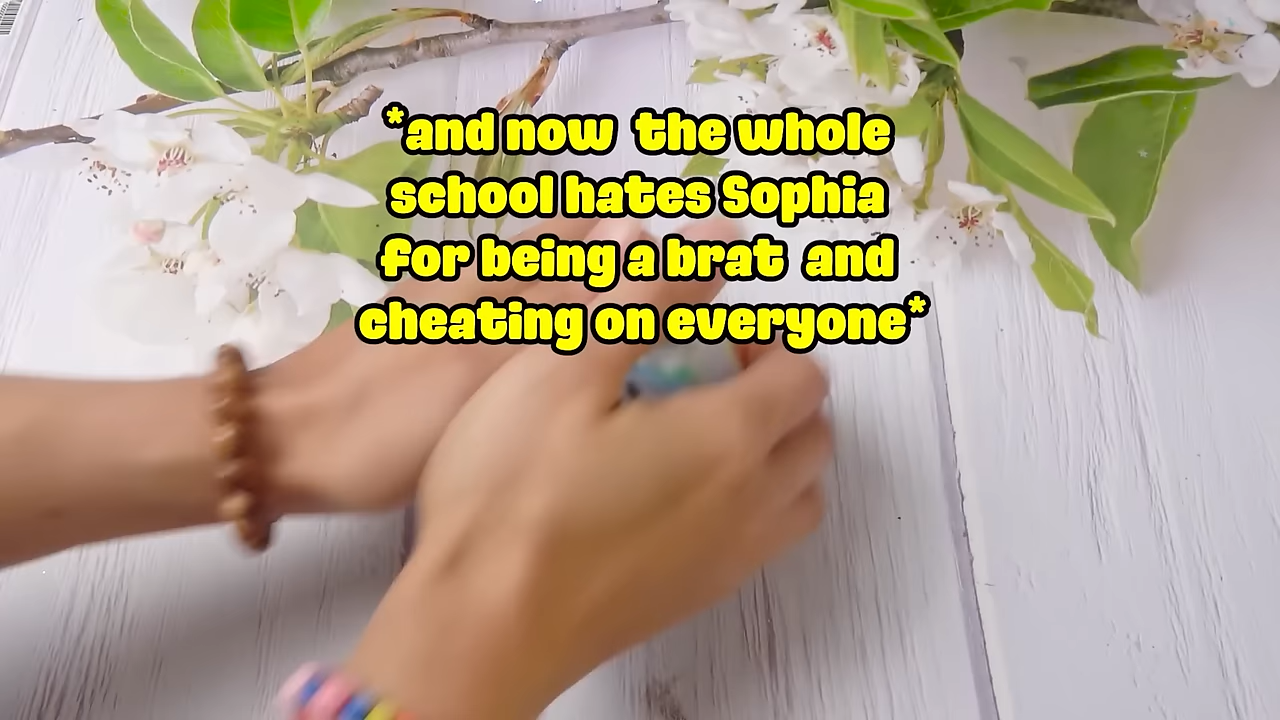 *and now the whole
school hates Sophia
for being a brat and
cheating on everyone*